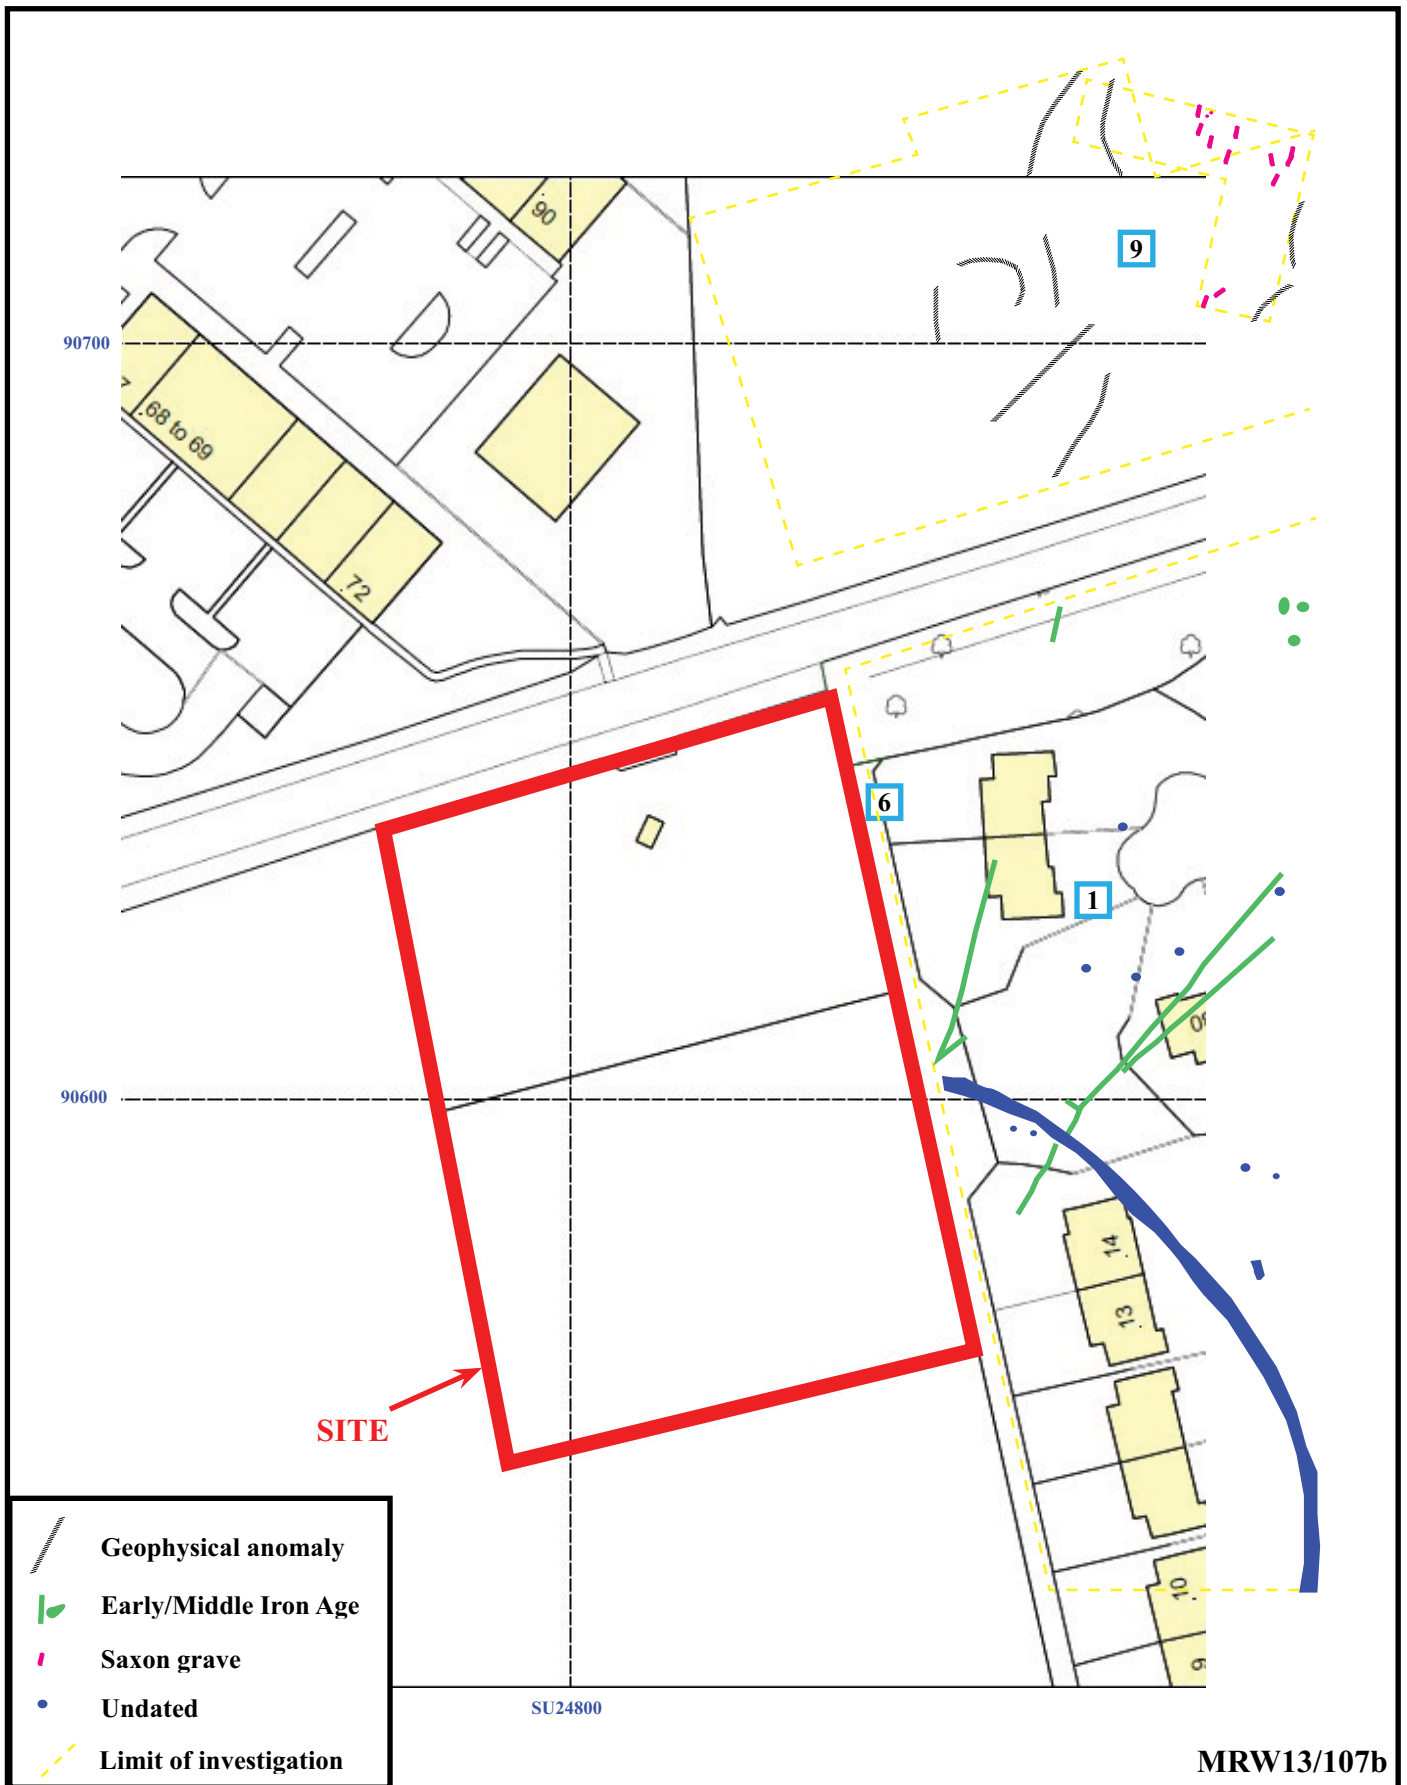 90
9
90700
68 to 69
72
6
1
90600
14
13
SITE
10
9
Geophysical anomaly
Early/Middle Iron Age
Saxon grave
Undated
Limit of investigation
SU24800
MRW13/107b